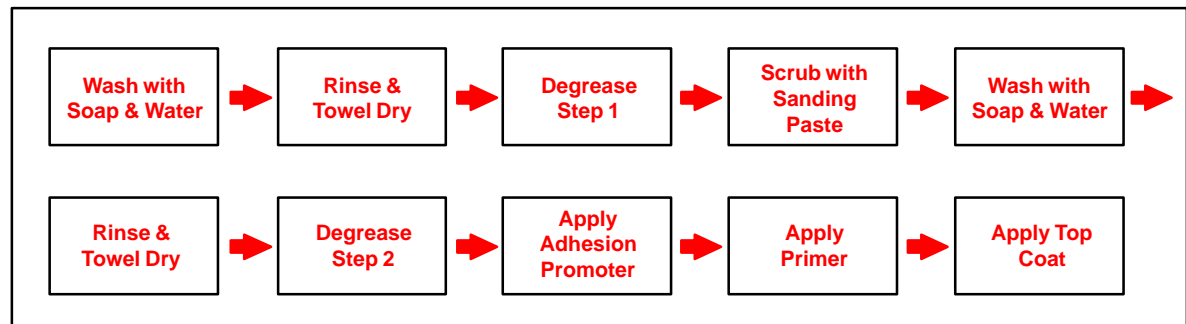 Wash with
Soap & Water
Rinse &
Towel Dry
Degrease
Step 1
Scrub with
Sanding
Paste
Wash with
Soap & Water
Rinse &
Towel Dry
Degrease
Step 2
Apply
Adhesion
Promoter
Apply
Primer
Apply Top
Coat